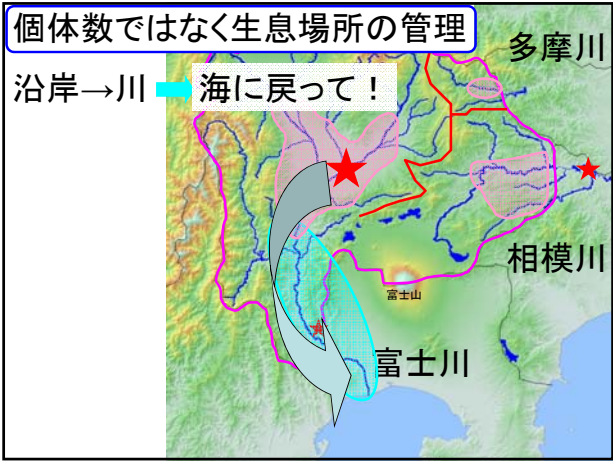 個体数ではなく生息場所の管理
多摩川
沿岸→川 海に戻って！
相模川
富士山
富士川